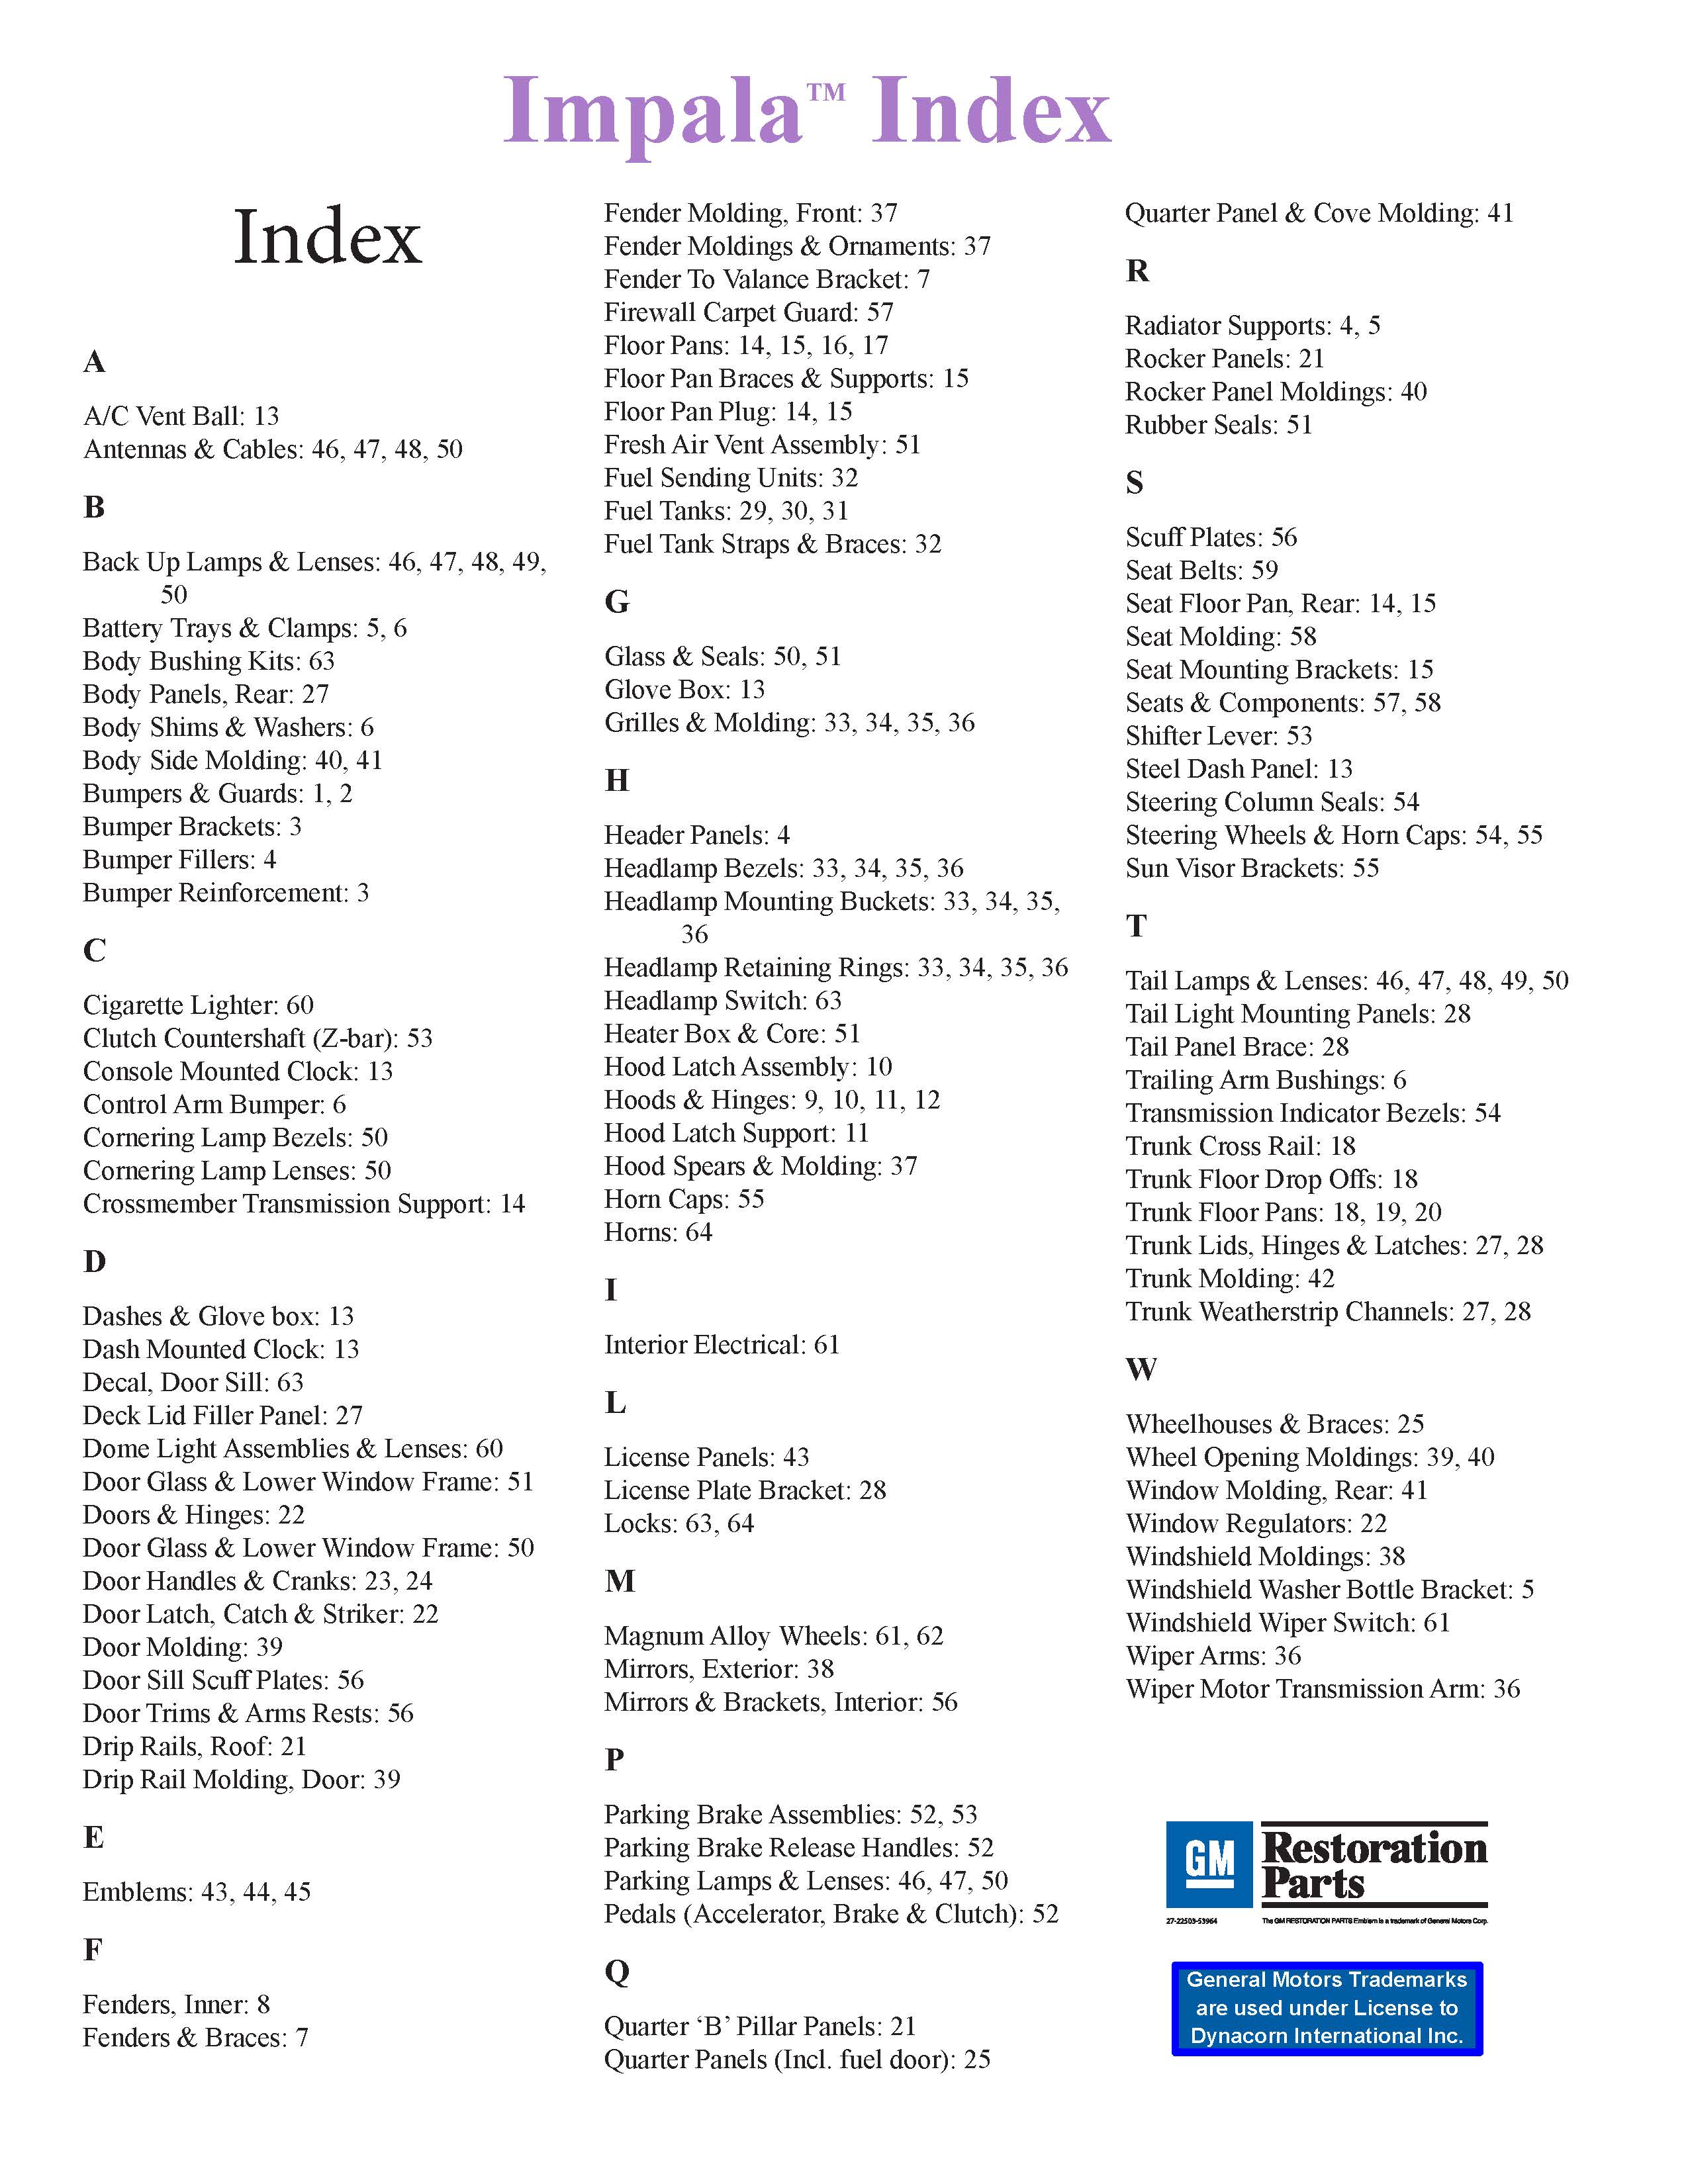 Impala™ Index
Index
A
A/C Vent Ball: 13
Antennas & Cables: 46, 47, 48, 50
B
Back Up Lamps & Lenses: 46, 47, 48, 49,
50
Battery Trays & Clamps: 5, 6
Body Bushing Kits: 63
Body Panels, Rear: 27
Body Shims & Washers: 6
Body Side Molding: 40, 41
Bumpers & Guards: 1, 2
Bumper Brackets: 3
Bumper Fillers: 4
Bumper Reinforcement: 3
C
Cigarette Lighter: 60
Clutch Countershaft (Z-bar): 53
Console Mounted Clock: 13
Control Arm Bumper: 6
Cornering Lamp Bezels: 50
Cornering Lamp Lenses: 50
Crossmember Transmission Support: 14
D
Dashes & Glove box: 13
Dash Mounted Clock: 13
Decal, Door Sill: 63
Deck Lid Filler Panel: 27
Dome Light Assemblies & Lenses: 60
Door Glass & Lower Window Frame: 51
Doors & Hinges: 22
Door Glass & Lower Window Frame: 50
Door Handles & Cranks: 23, 24
Door Latch, Catch & Striker: 22
Door Molding: 39
Door Sill Scuff Plates: 56
Door Trims & Arms Rests: 56
Drip Rails, Roof: 21
Drip Rail Molding, Door: 39
E
Emblems: 43, 44, 45
F
Fenders, Inner: 8
Fenders & Braces: 7
Fender Molding, Front: 37
Fender Moldings & Ornaments: 37
Fender To Valance Bracket: 7
Firewall Carpet Guard: 57
Floor Pans: 14, 15, 16, 17
Floor Pan Braces & Supports: 15
Floor Pan Plug: 14, 15
Fresh Air Vent Assembly: 51
Fuel Sending Units: 32
Fuel Tanks: 29, 30, 31
Fuel Tank Straps & Braces: 32
G
Glass & Seals: 50, 51
Glove Box: 13
Grilles & Molding: 33, 34, 35, 36
H
Header Panels: 4
Headlamp Bezels: 33, 34, 35, 36
Headlamp Mounting Buckets: 33, 34, 35,
36
Headlamp Retaining Rings: 33, 34, 35, 36
Headlamp Switch: 63
Heater Box & Core: 51
Hood Latch Assembly: 10
Hoods & Hinges: 9, 10, 11, 12
Hood Latch Support: 11
Hood Spears & Molding: 37
Horn Caps: 55
Horns: 64
I
Interior Electrical: 61
L
License Panels: 43
License Plate Bracket: 28
Locks: 63, 64
M
Magnum Alloy Wheels: 61, 62
Mirrors, Exterior: 38
Mirrors & Brackets, Interior: 56
P
Parking Brake Assemblies: 52, 53
Parking Brake Release Handles: 52
Parking Lamps & Lenses: 46, 47, 50
Pedals (Accelerator, Brake & Clutch): 52
Q
Quarter ‘B’ Pillar Panels: 21
Quarter Panels (Incl. fuel door): 25
Quarter Panel & Cove Molding: 41
R
Radiator Supports: 4, 5
Rocker Panels: 21
Rocker Panel Moldings: 40
Rubber Seals: 51
S
Scuff Plates: 56
Seat Belts: 59
Seat Floor Pan, Rear: 14, 15
Seat Molding: 58
Seat Mounting Brackets: 15
Seats & Components: 57, 58
Shifter Lever: 53
Steel Dash Panel: 13
Steering Column Seals: 54
Steering Wheels & Horn Caps: 54, 55
Sun Visor Brackets: 55
T
Tail Lamps & Lenses: 46, 47, 48, 49, 50
Tail Light Mounting Panels: 28
Tail Panel Brace: 28
Trailing Arm Bushings: 6
Transmission Indicator Bezels: 54
Trunk Cross Rail: 18
Trunk Floor Drop Offs: 18
Trunk Floor Pans: 18, 19, 20
Trunk Lids, Hinges & Latches: 27, 28
Trunk Molding: 42
Trunk Weatherstrip Channels: 27, 28
W
Wheelhouses & Braces: 25
Wheel Opening Moldings: 39, 40
Window Molding, Rear: 41
Window Regulators: 22
Windshield Moldings: 38
Windshield Washer Bottle Bracket: 5
Windshield Wiper Switch: 61
Wiper Arms: 36
Wiper Motor Transmission Arm: 36
GM
Restoration
Parts
27-22503-53964
The GM RESTORATION PARTS Emblem is a trademark of General Motors Corp.
General Motors Trademarks
are used under License to
Dynacorn International Inc.